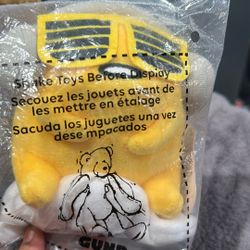 Shake Toys Before Display
Secouez les jouets avant de
les mettre en étalage
Sacuda los juguetes una vez
dese mpacados
GUND